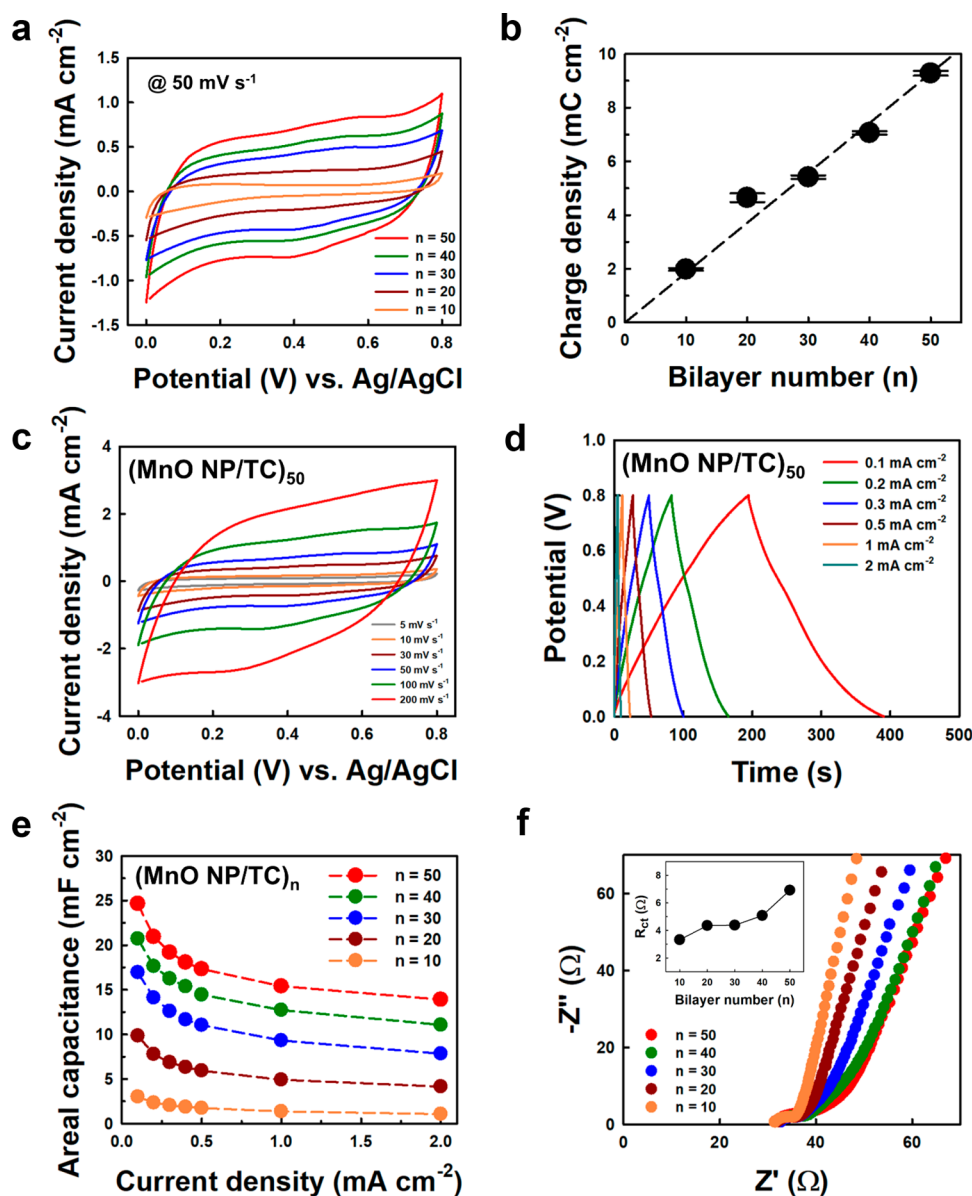 a
Current density (mA cm⁻²)
1.5
1.0
0.5
0.0
-0.5
-1.0
-1.5
@ 50 mV s⁻¹
n = 50
n = 40
n = 30
n = 20
n = 10
0.0 0.2 0.4 0.6 0.8
Potential (V) vs. Ag/AgCl
b
Charge density (mC cm⁻²)
10
8
6
4
2
0
0 10 20 30 40 50
Bilayer number (n)
c
Current density (mA cm⁻²)
4
2
0
-2
-4
(MnO NP/TC)₅₀
5 mV s⁻¹
10 mV s⁻¹
30 mV s⁻¹
50 mV s⁻¹
100 mV s⁻¹
200 mV s⁻¹
0.0 0.2 0.4 0.6 0.8
Potential (V) vs. Ag/AgCl
d
Potential (V)
1.0
0.8
0.6
0.4
0.2
0.0
(MnO NP/TC)₅₀
0.1 mA cm⁻²
0.2 mA cm⁻²
0.3 mA cm⁻²
0.5 mA cm⁻²
1 mA cm⁻²
2 mA cm⁻²
0 100 200 300 400 500
Time (s)
e
Areal capacitance (mF cm⁻²)
30
25
20
15
10
5
0
(MnO NP/TC)ₙ
n = 50
n = 40
n = 30
n = 20
n = 10
0.0 0.5 1.0 1.5 2.0
Current density (mA cm⁻²)
f
-Z'' (Ω)
60
40
20
0
R_ct (Ω)
8
6
4
2
10 20 30 40 50
Bilayer number (n)
n = 50
n = 40
n = 30
n = 20
n = 10
0 20 40 60
Z' (Ω)